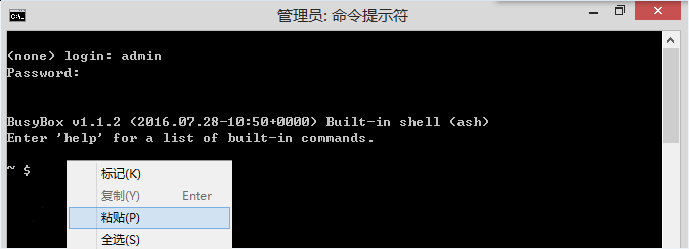 管理员: 命令提示符
(none) login: admin
Password:
BusyBox v1.1.2 (2016.07.28-10:50+0000) Built-in shell (ash)
Enter 'help' for a list of built-in commands.
~ $
标记(K)
复制(Y) Enter
粘贴(P)
全选(S)